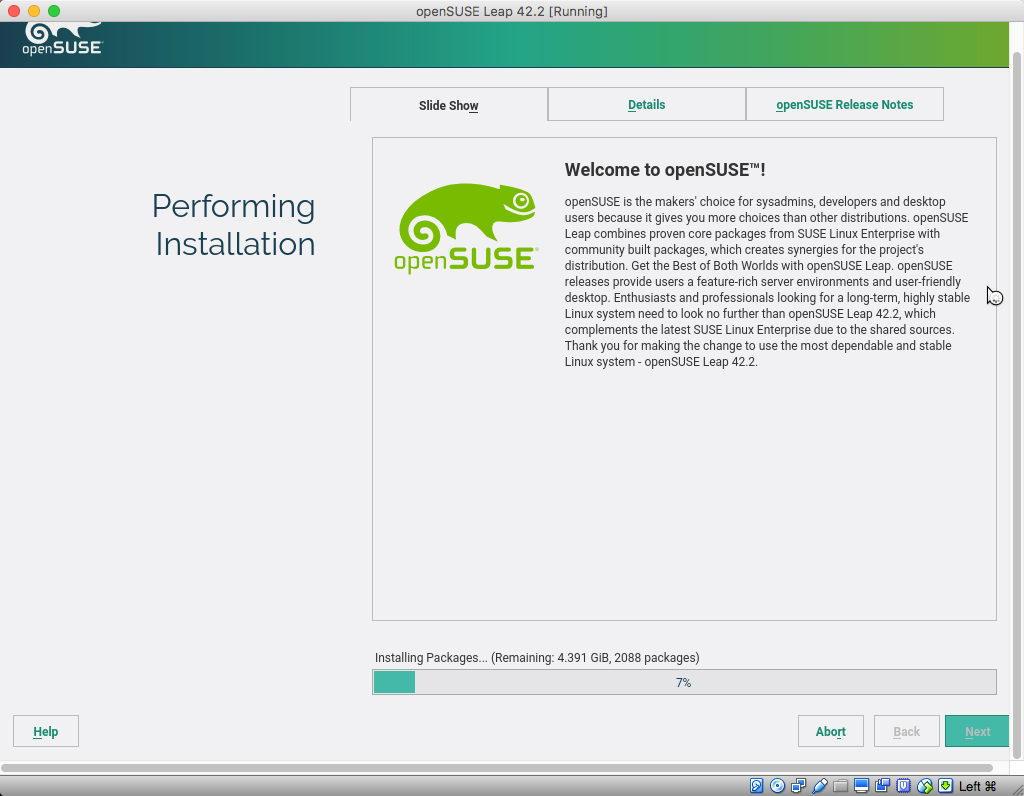 openSUSE Leap 42.2 [Running]
openSUSE
Slide Show
Details
openSUSE Release Notes
Performing
Installation
openSUSE
Welcome to openSUSE™!
openSUSE is the makers' choice for sysadmins, developers and desktop
users because it gives you more choices than other distributions. openSUSE
Leap combines proven core packages from SUSE Linux Enterprise with
community built packages, which creates synergies for the project's
distribution. Get the Best of Both Worlds with openSUSE Leap. openSUSE
releases provide users a feature-rich server environments and user-friendly
desktop. Enthusiasts and professionals looking for a long-term, highly stable
Linux system need to look no further than openSUSE Leap 42.2, which
complements the latest SUSE Linux Enterprise due to the shared sources.
Thank you for making the change to use the most dependable and stable
Linux system - openSUSE Leap 42.2.
Installing Packages... (Remaining: 4.391 GiB, 2088 packages)
7%
Help
Abort
Back
Next
Left ⌘